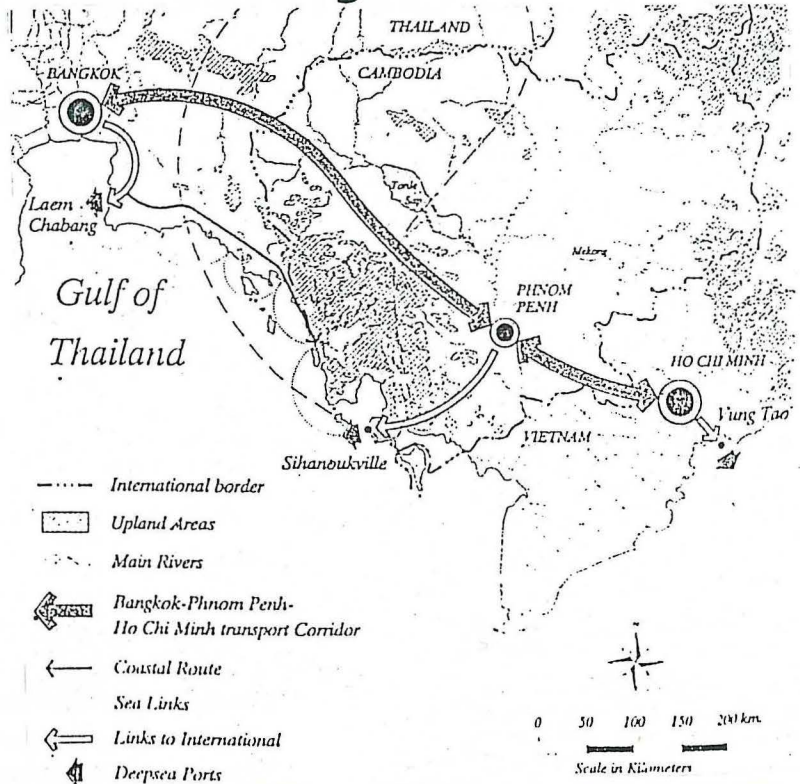 THAILAND
BANGKOK
CAMBODIA
Tonle
Sap
Laem
Chabang
Mekong
Gulf of
Thailand
PHNOM
PENH
HO CHI MINH
Vung Tao
VIETNAM
Sihanoukville
International border
Upland Areas
Main Rivers
Bangkok-Phnom Penh-
Ho Chi Minh transport Corridor
Coastal Route
Sea Links
Links to International
Deepsea Ports
0 50 100 150 200 km.
Scale in Kilometers